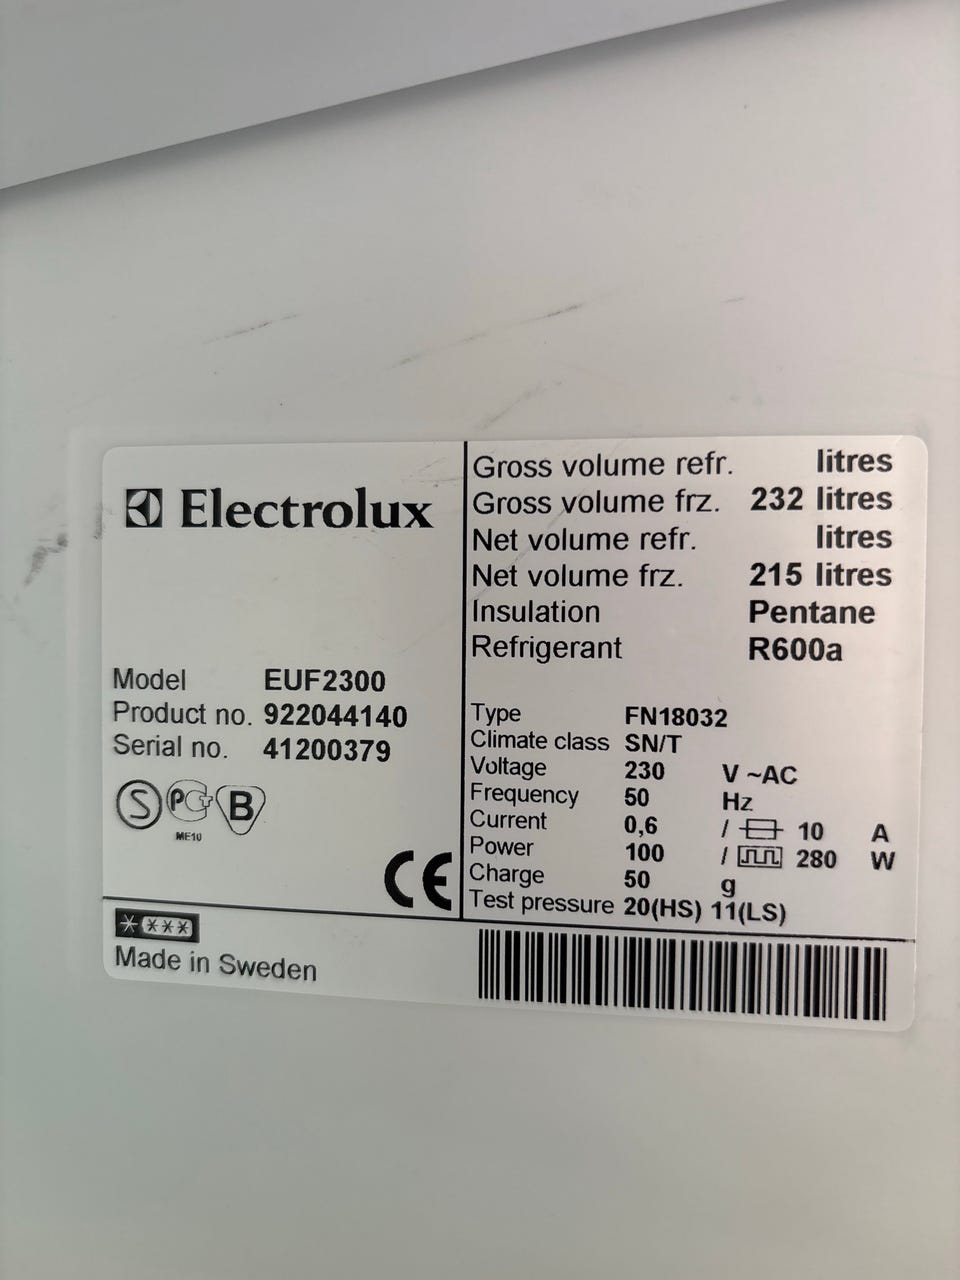 Electrolux
Model EUF2300
Product no. 922044140
Serial no. 41200379
S PCT B
ME10
CE
Gross volume refr. litres
Gross volume frz. 232 litres
Net volume refr. litres
Net volume frz. 215 litres
Insulation Pentane
Refrigerant R600a
Type FN18032
Climate class SN/T
Voltage 230 V ~AC
Frequency 50 Hz
Current 0,6 / 10 A
Power 100 / 280 W
Charge 50 g
Test pressure 20(HS) 11(LS)
*(***)
Made in Sweden